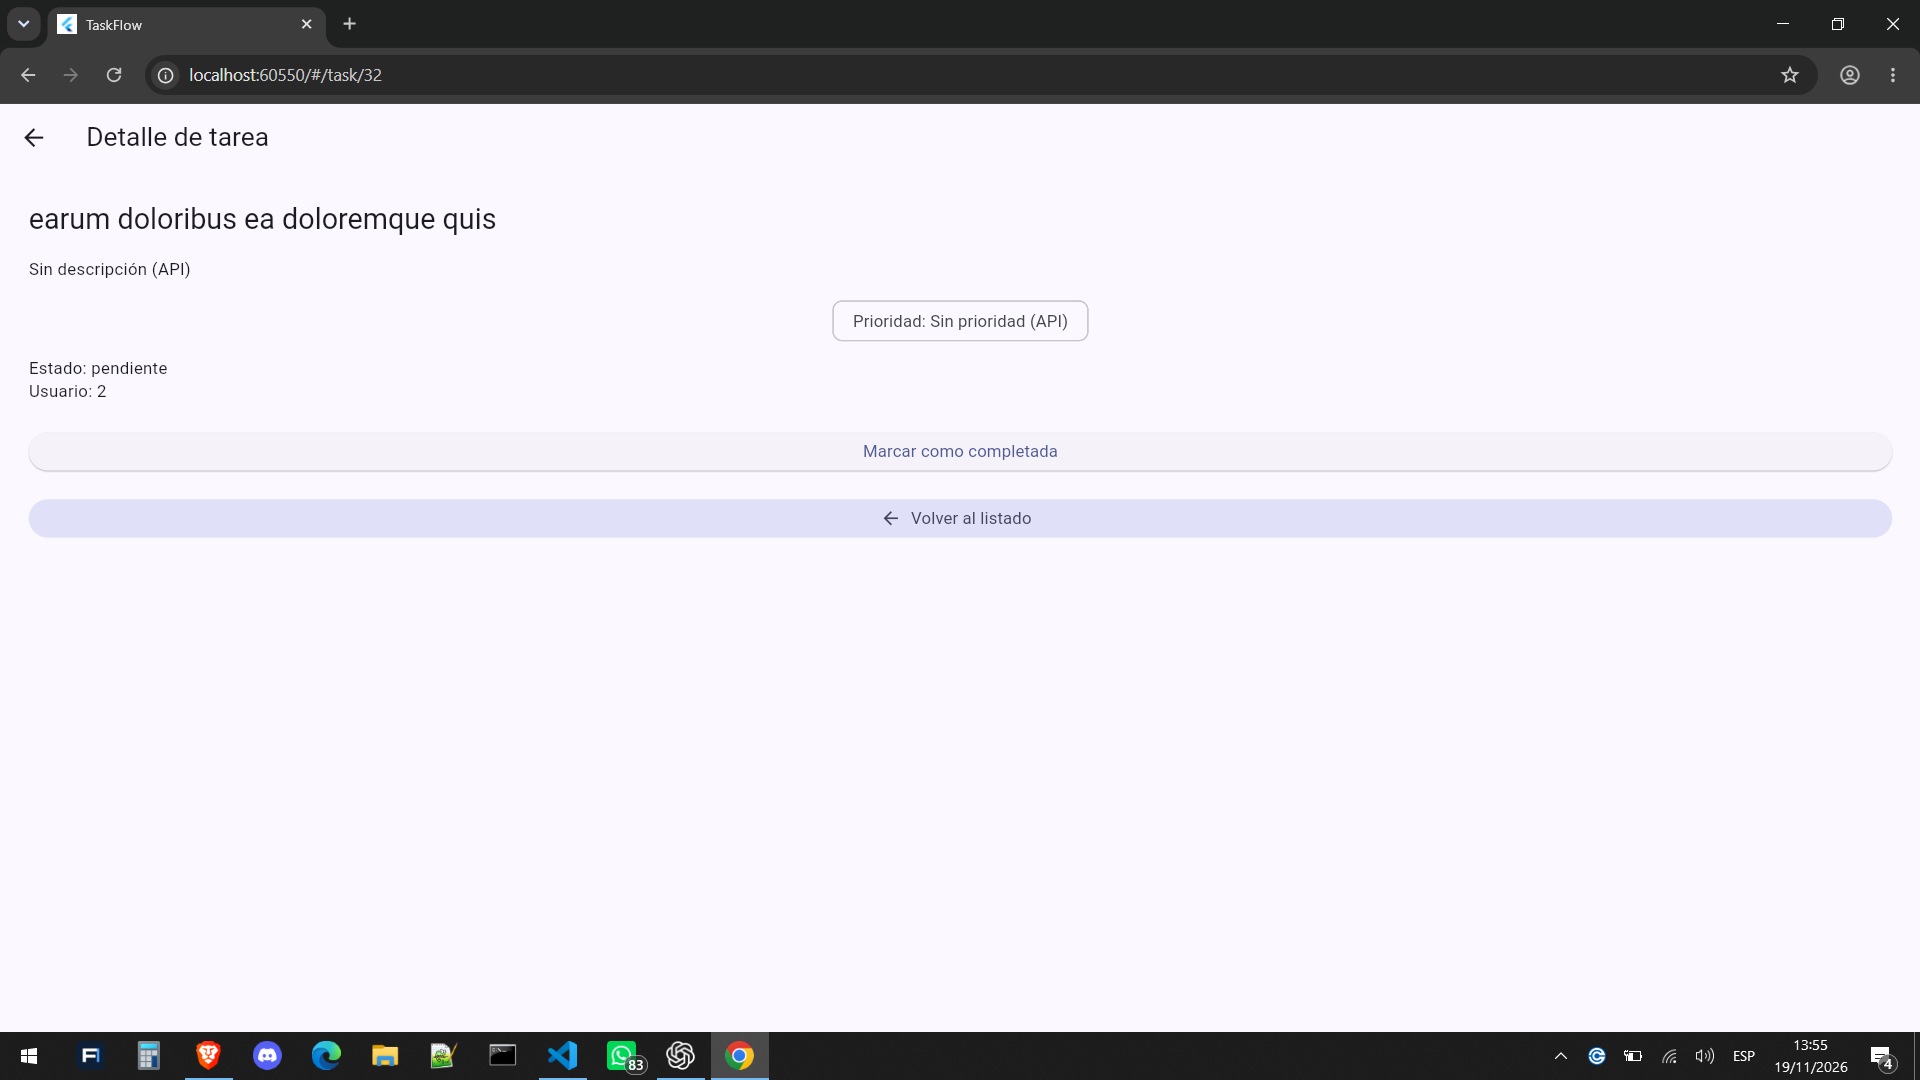 TaskFlow
localhost:60550/#/task/32
Detalle de tarea
earum doloribus ea doloremque quis
Sin descripción (API)
Prioridad: Sin prioridad (API)
Estado: pendiente
Usuario: 2
Marcar como completada
Volver al listado
83
ESP
13:55
19/11/2026
4